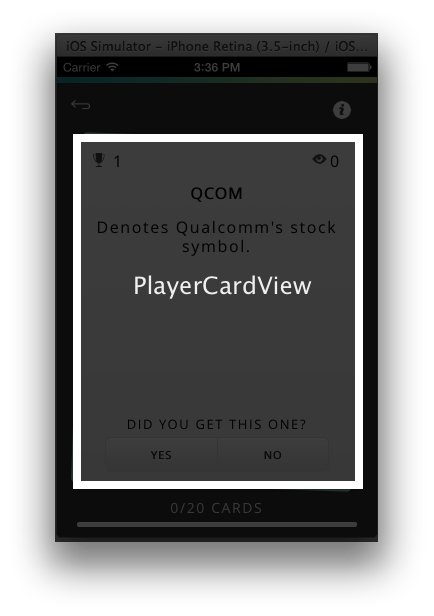 iOS Simulator - iPhone Retina (3.5-inch) / iOS...
Carrier 3:36 PM
1 0
QCOM
Denotes Qualcomm's stock
symbol.
PlayerCardView
DID YOU GET THIS ONE?
YES NO
0/20 CARDS